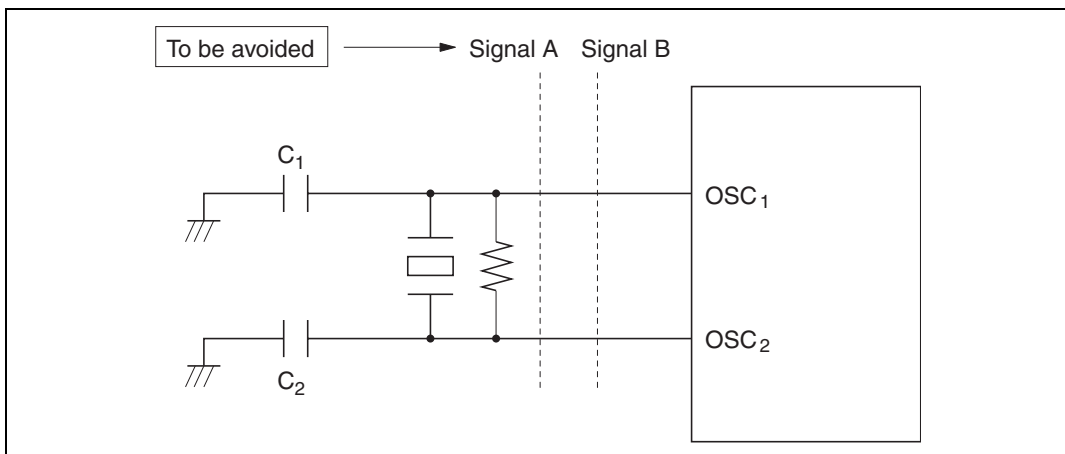 To be avoided
Signal A
Signal B
C1
OSC1
OSC2
C2